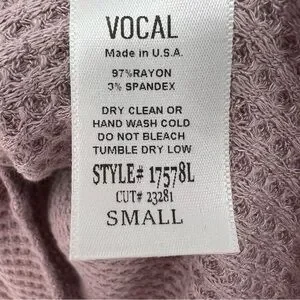 VOCAL
Made in U.S.A.
97%RAYON
3% SPANDEX
DRY CLEAN OR
HAND WASH COLD
DO NOT BLEACH
TUMBLE DRY LOW
STYLE# 17578L
CUT# 23281
SMALL